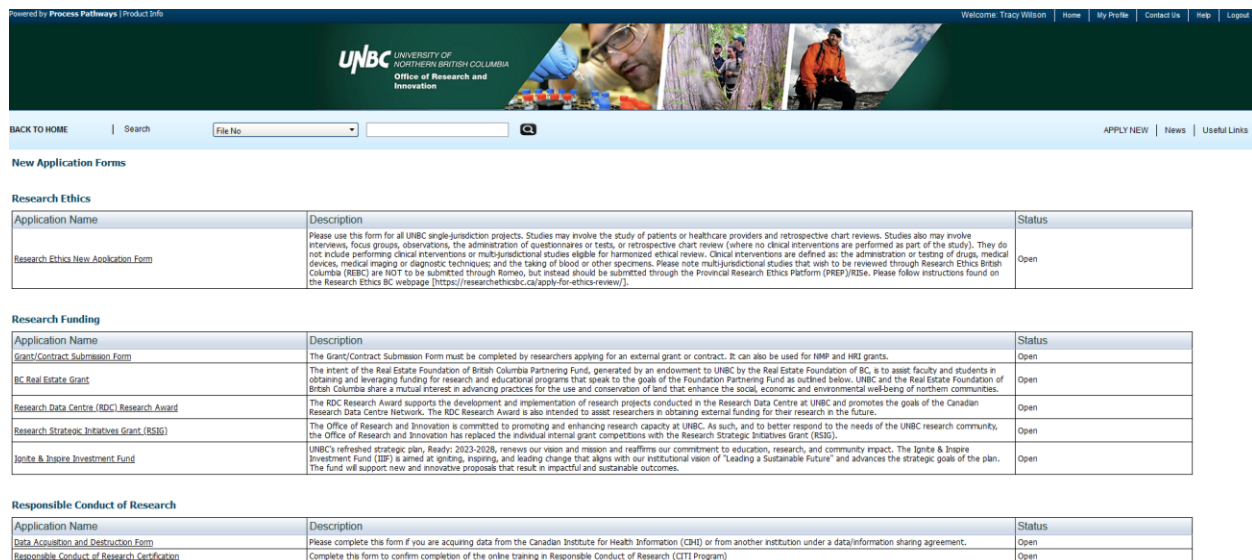 Powered by Process Pathways | Product Info
Welcome: Tracy Wilson | Home | My Profile | Contact Us | Help | Logout
UNBC UNIVERSITY OF
NORTHERN BRITISH COLUMBIA
Office of Research and
Innovation
BACK TO HOME | Search File No APPLY NEW | News | Useful Links
New Application Forms
Research Ethics
Application Name Description Status
Please use this form for all UNBC single-jurisdiction projects. Studies may involve the study of patients or healthcare providers and retrospective chart reviews. Studies also may involve
interviews, focus groups, observations, the administration of questionnaires or tests, or retrospective chart review (where no clinical interventions are performed as part of the study). They do
not include performing clinical interventions or multi-jurisdictional studies eligible for harmonized ethical review. Clinical interventions are defined as: the administration or testing of drugs, medical
Research Ethics New Application Form devices, medical imaging or diagnostic techniques; and the taking of blood or other specimens. Please note multi-jurisdictional studies that wish to be reviewed through Research Ethics British Open
Columbia (REBC) are NOT to be submitted through Romeo, but instead should be submitted through the Provincial Research Ethics Platform (PREP)/RISe. Please follow instructions found on
the Research Ethics BC webpage [https://researchethicsbc.ca/apply-for-ethics-review/].
Research Funding
Application Name Description Status
Grant/Contract Submission Form The Grant/Contract Submission Form must be completed by researchers applying for an external grant or contract. It can also be used for NMP and HRI grants. Open
The intent of the Real Estate Foundation of British Columbia Partnering Fund, generated by an endowment to UNBC by the Real Estate Foundation of BC, is to assist faculty and students in
BC Real Estate Grant obtaining and leveraging funding for research and educational programs that speak to the goals of the Foundation Partnering Fund as outlined below. UNBC and the Real Estate Foundation of Open
British Columbia share a mutual interest in advancing practices for the use and conservation of land that enhance the social, economic and environmental well-being of northern communities.
Research Data Centre (RDC) Research Award The RDC Research Award supports the development and implementation of research projects conducted in the Research Data Centre at UNBC and promotes the goals of the Canadian Open
Research Data Centre Network. The RDC Research Award is also intended to assist researchers in obtaining external funding for their research in the future.
Research Strategic Initiatives Grant (RSIG) The Office of Research and Innovation is committed to promoting and enhancing research capacity at UNBC. As such, and to better respond to the needs of the UNBC research community, Open
the Office of Research and Innovation has replaced the individual internal grant competitions with the Research Strategic Initiatives Grant (RSIG).
UNBC's refreshed strategic plan, Ready: 2023-2028, renews our vision and mission and reaffirms our commitment to education, research, and community impact. The Ignite & Inspire
Ignite & Inspire Investment Fund Investment Fund (IIIF) is aimed at igniting, inspiring, and leading change that aligns with our institutional vision of "Leading a Sustainable Future" and advances the strategic goals of the plan. Open
The fund will support new and innovative proposals that result in impactful and sustainable outcomes.
Responsible Conduct of Research
Application Name Description Status
Data Acquisition and Destruction Form Please complete this form if you are acquiring data from the Canadian Institute for Health Information (CIHI) or from another institution under a data/information sharing agreement. Open
Responsible Conduct of Research Certification Complete this form to confirm completion of the online training in Responsible Conduct of Research (CITI Program) Open